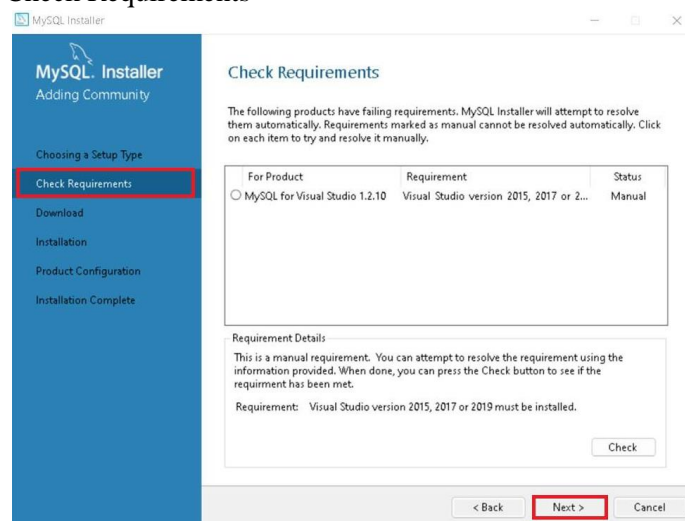 Check Requirements
MySQL Installer
MySQL. Installer
Adding Community
Choosing a Setup Type
Check Requirements
Download
Installation
Product Configuration
Installation Complete
Check Requirements
The following products have failing requirements. MySQL Installer will attempt to resolve
them automatically. Requirements marked as manual cannot be resolved automatically. Click
on each item to try and resolve it manually.
For Product Requirement Status
MySQL for Visual Studio 1.2.10 Visual Studio version 2015, 2017 or 2... Manual
Requirement Details
This is a manual requirement. You can attempt to resolve the requirement using the
information provided. When done, you can press the Check button to see if the
requirment has been met.
Requirement: Visual Studio version 2015, 2017 or 2019 must be installed.
Check
< Back Next > Cancel